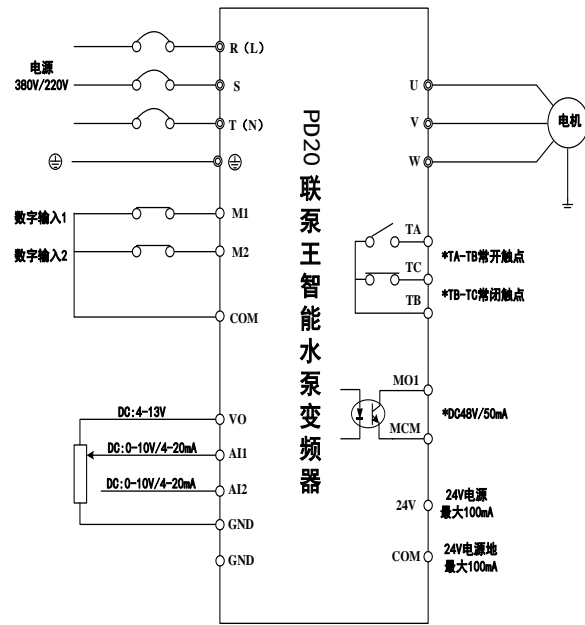 电源
380V/220V
R (L)
S
T (N)
数字输入1
M1
数字输入2
M2
COM
DC:4-13V
VO
DC:0-10V/4-20mA
AI1
DC:0-10V/4-20mA
AI2
GND
GND
PD20 联泵王智能水泵变频器
U
V
W
电机
TA
*TA-TB常开触点
TC
*TB-TC常闭触点
TB
MO1
*DC48V/50mA
MCM
24V
24V电源
最大100mA
COM
24V电源地
最大100mA